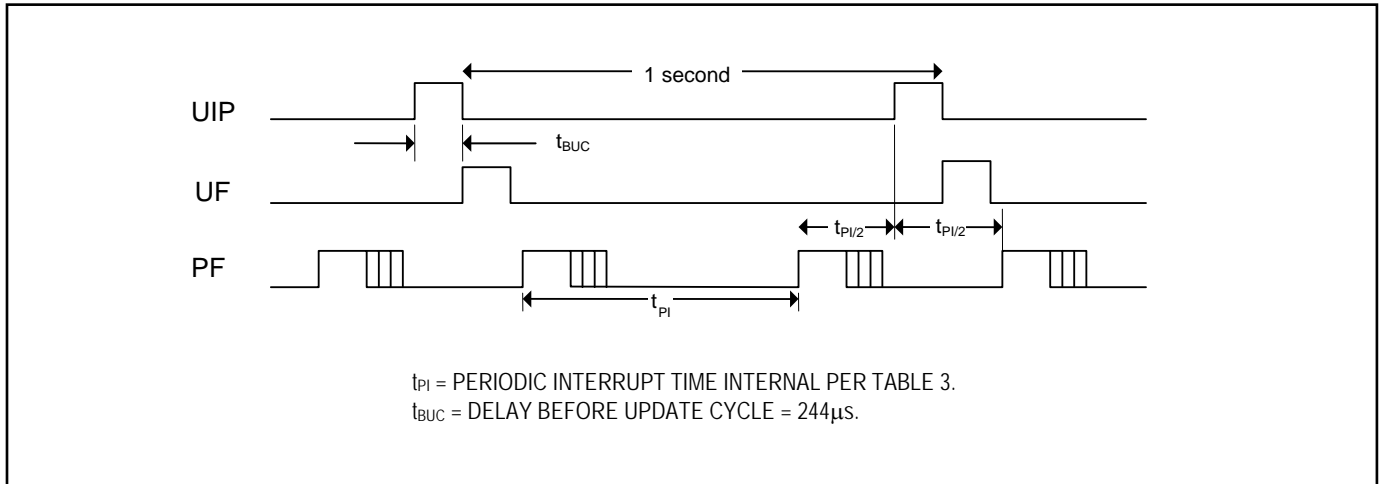 1 second
UIP
tBUC
UF
tPI/2 tPI/2
PF
tPI
tPI = PERIODIC INTERRUPT TIME INTERNAL PER TABLE 3.
tBUC = DELAY BEFORE UPDATE CYCLE = 244μs.